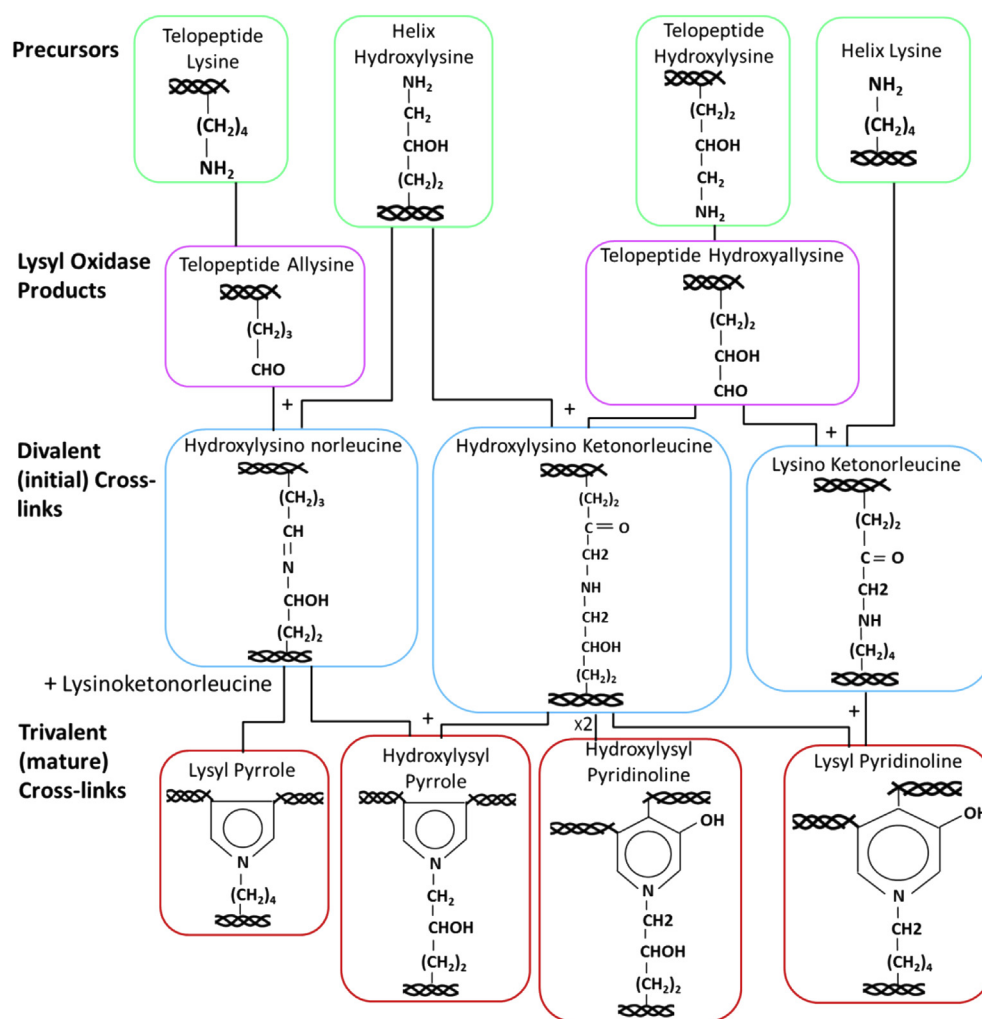 Precursors
Telopeptide
Lysine
(CH₂)₄
NH₂
Helix
Hydroxylysine
NH₂
CH₂
CHOH
(CH₂)₂
Telopeptide
Hydroxylysine
(CH₂)₂
CHOH
CH₂
NH₂
Helix Lysine
NH₂
(CH₂)₄
Lysyl Oxidase
Products
Telopeptide Allysine
(CH₂)₃
CHO
Telopeptide Hydroxyallysine
(CH₂)₂
CHOH
CHO
+
+
+
Divalent
(initial) Cross-
links
Hydroxylysino norleucine
(CH₂)₃
CH
N
CHOH
(CH₂)₂
Hydroxylysino Ketonorleucine
(CH₂)₂
C = O
CH2
NH
CH2
CHOH
(CH₂)₂
Lysino Ketonorleucine
(CH₂)₂
C = O
CH2
NH
(CH₂)₄
+ Lysinoketonorleucine
+
x2
+
Trivalent
(mature)
Cross-links
Lysyl Pyrrole
N
(CH₂)₄
Hydroxylysyl
Pyrrole
N
CH₂
CHOH
(CH₂)₂
Hydroxylysyl
Pyridinoline
OH
N
CH2
CHOH
(CH₂)₂
Lysyl Pyridinoline
OH
N
CH2
(CH₂)₄